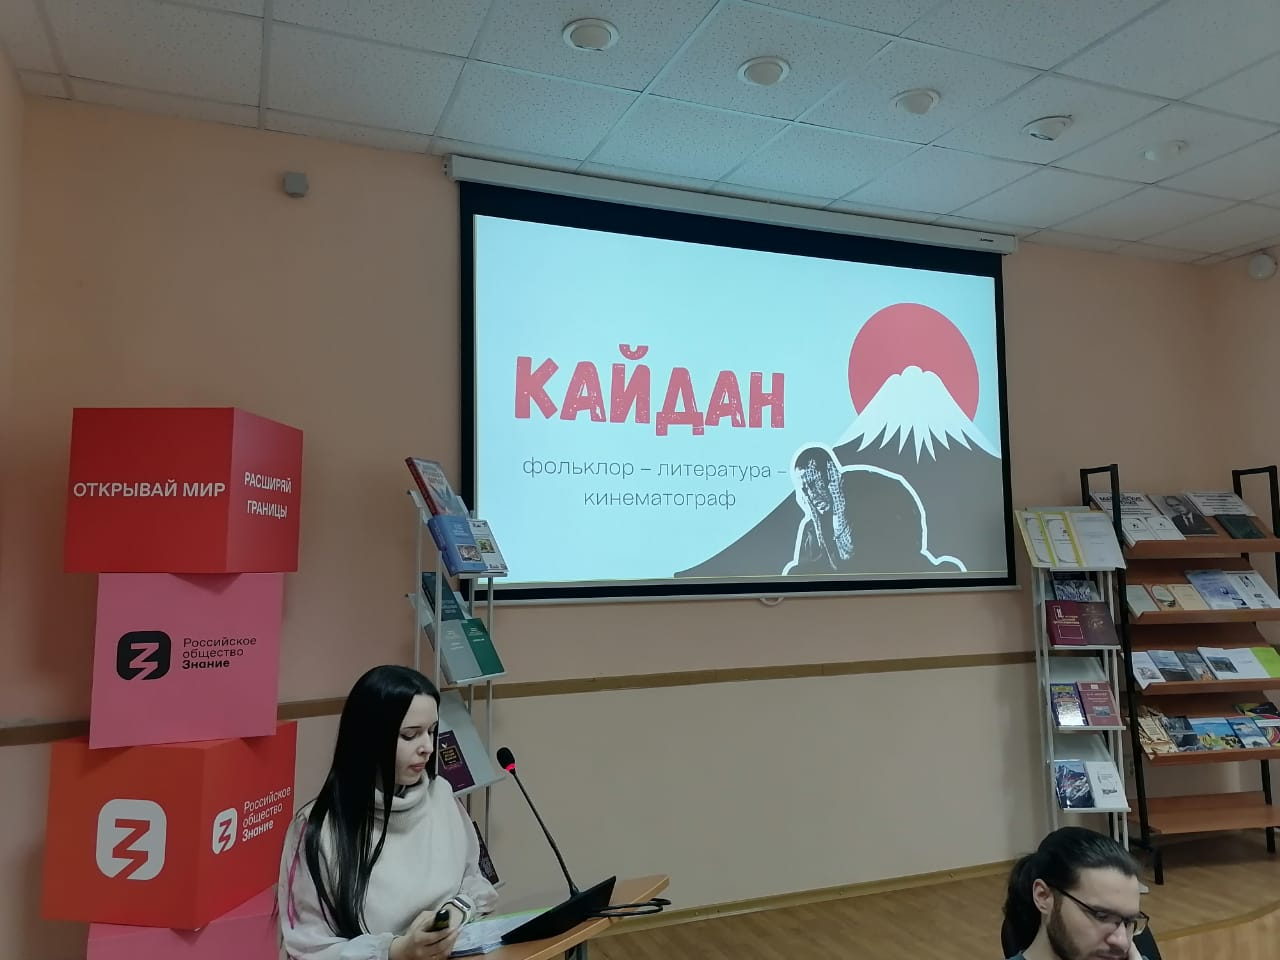 КАЙДАН
фольклор – литература –
кинематограф
ОТКРЫВАЙ МИР
РАСШИРЯЙ
ГРАНИЦЫ
Российское
общество
Знание
Российское
общество
Знание